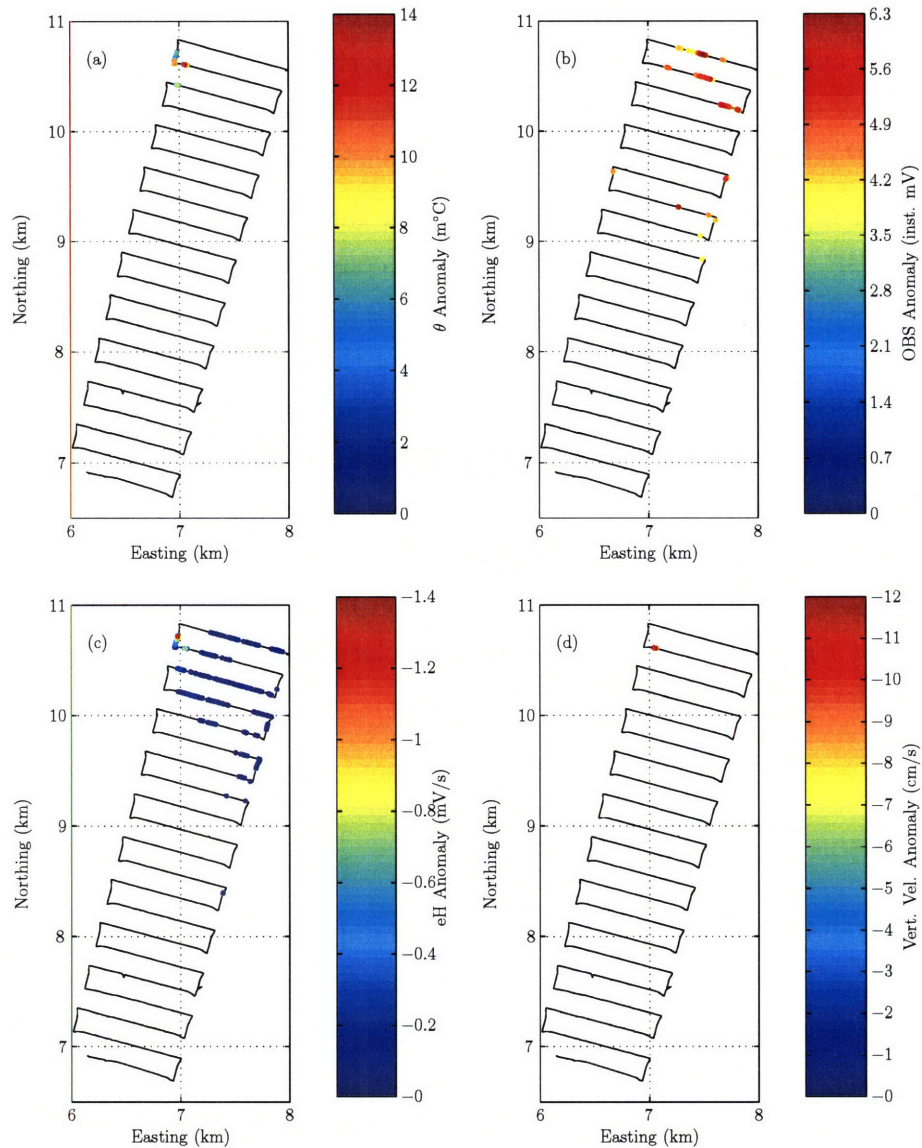 (a)
11
10
9
8
7
6 7 8
Northing (km)
Easting (km)
14
12
10
8
6
4
2
0
θ Anomaly (m°C)
(b)
11
10
9
8
7
6 7 8
Northing (km)
Easting (km)
6.3
5.6
4.9
4.2
3.5
2.8
2.1
1.4
0.7
0
OBS Anomaly (inst. mV)
(c)
11
10
9
8
7
6 7 8
Northing (km)
Easting (km)
−1.4
−1.2
−1
−0.8
−0.6
−0.4
−0.2
−0
eH Anomaly (mV/s)
(d)
11
10
9
8
7
6 7 8
Northing (km)
Easting (km)
−12
−11
−10
−9
−8
−7
−6
−5
−4
−3
−2
−1
−0
Vert. Vel. Anomaly (cm/s)